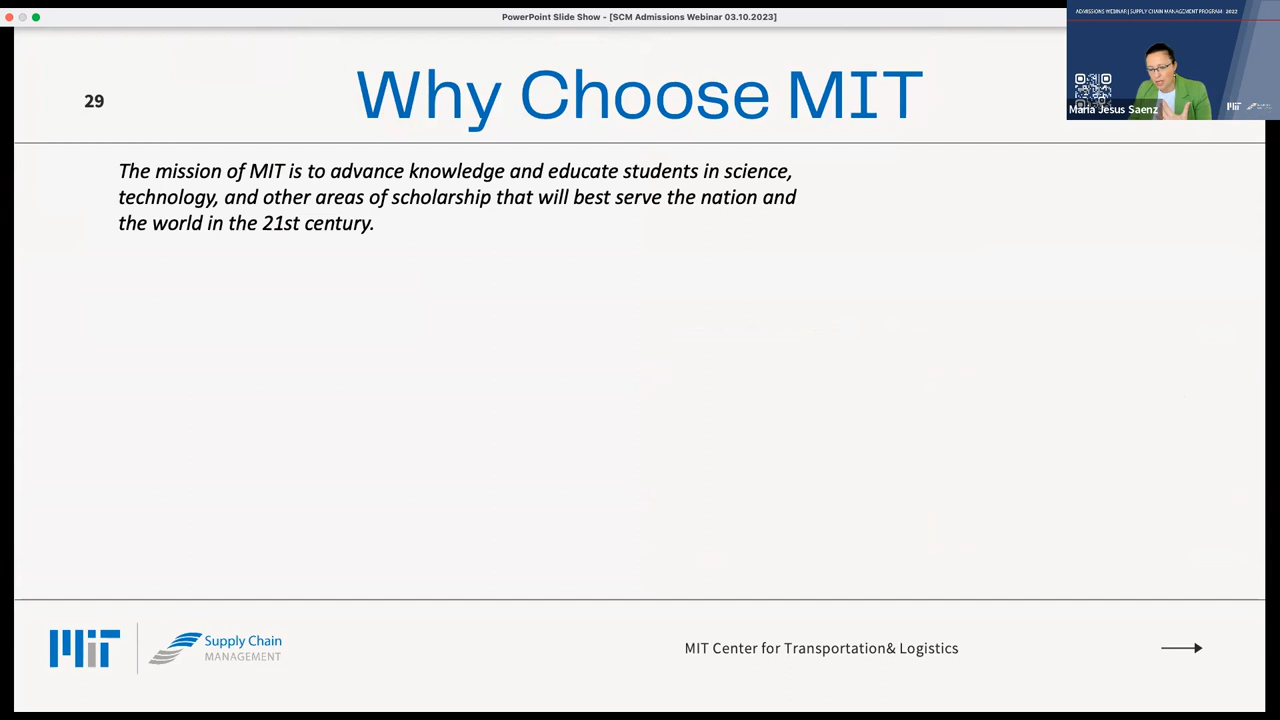 PowerPoint Slide Show - [SCM Admissions Webinar 03.10.2023]
ADMISSIONS WEBINAR | SUPPLY CHAIN MANAGEMENT PROGRAM 2023
Maria Jesus Saenz
MIT
29
Why Choose MIT
The mission of MIT is to advance knowledge and educate students in science,
technology, and other areas of scholarship that will best serve the nation and
the world in the 21st century.
MIT
Supply Chain
MANAGEMENT
MIT Center for Transportation& Logistics